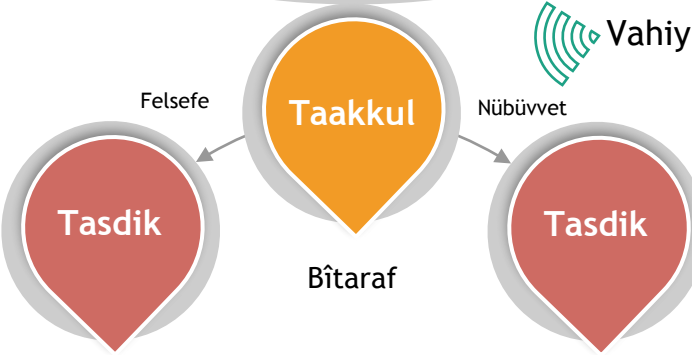 Vahiy
Felsefe
Taakkul
Nübüvvet
Tasdik
Tasdik
Bîtaraf